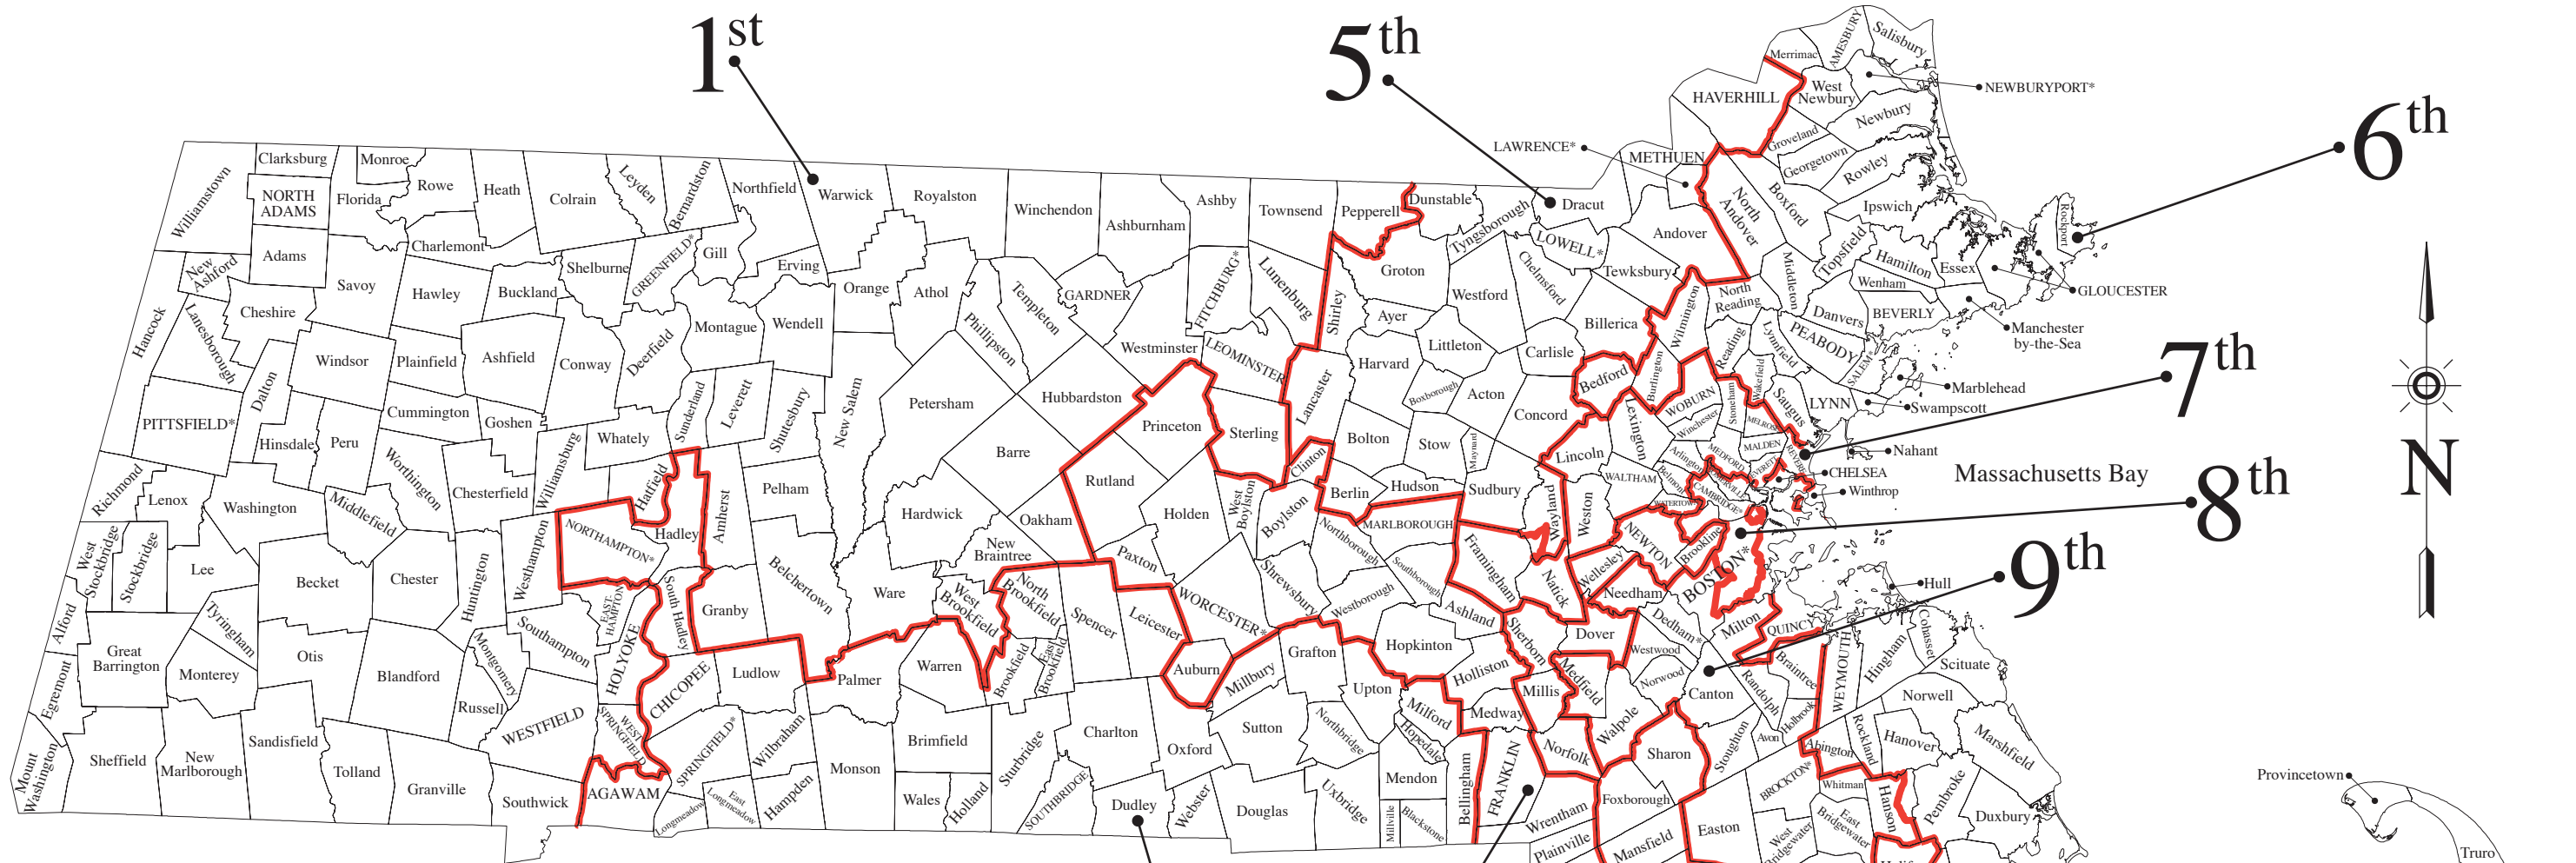 1st
5th
6th
7th
8th
9th
N
Massachusetts Bay
Williamstown
Clarksburg
NORTH
ADAMS
Monroe
Florida
Rowe
Heath
Colrain
Leyden
Bernardston
Northfield
Warwick
Royalston
Winchendon
Ashburnham
Ashby
Townsend
Pepperell
Dunstable
Tyngsborough
Dracut
LAWRENCE*
METHUEN
HAVERHILL
Merrimac
AMESBURY
Salisbury
NEWBURYPORT*
West
Newbury
Newbury
Groveland
Georgetown
Rowley
Boxford
North
Andover
Andover
Ipswich
Rockport
GLOUCESTER
Essex
Hamilton
Wenham
Topsfield
Middleton
Danvers
BEVERLY
Manchester
by-the-Sea
PEABODY
SALEM*
Marblehead
Swampscott
LYNN
Nahant
Lynnfield
Saugus
Wakefield
Reading
North
Reading
Wilmington
Tewksbury
LOWELL*
Chelmsford
Billerica
Burlington
Bedford
Carlisle
Westford
Groton
Ayer
Shirley
Littleton
Harvard
Boxborough
Acton
Concord
Lexington
WOBURN
Winchester
Stoneham
MELROSE
MALDEN
MEDFORD
EVERETT
REVERE
CHELSEA
Winthrop
Arlington
Belmont
SOMERVILLE
CAMBRIDGE*
WATERTOWN
WALTHAM
Lincoln
Weston
Wayland
Sudbury
Maynard
Stow
Bolton
Hudson
Berlin
Clinton
Lancaster
Sterling
LEOMINSTER
FITCHBURG*
Lunenburg
Westminster
GARDNER
Templeton
Phillipston
Athol
Orange
Erving
Gill
GREENFIELD*
Shelburne
Charlemont
Buckland
Hawley
Savoy
Adams
New
Ashford
Cheshire
Lanesborough
Hancock
PITTSFIELD*
Dalton
Windsor
Plainfield
Ashfield
Conway
Deerfield
Montague
Wendell
New Salem
Shutesbury
Leverett
Sunderland
Whately
Goshen
Cummington
Peru
Hinsdale
Worthington
Chesterfield
Williamsburg
Hatfield
Hadley
Amherst
Pelham
Petersham
Hubbardston
Princeton
Barre
Rutland
Holden
West
Boylston
Boylston
Oakham
Hardwick
New
Braintree
Paxton
WORCESTER*
Shrewsbury
Northborough
MARLBOROUGH
Southborough
Westborough
Framingham
Natick
Wellesley
NEWTON
Brookline
BOSTON*
Needham
Dedham*
Dover
Sherborn
Ashland
Hopkinton
Holliston
Medway
Millis
Medfield
Westwood
Norwood
Canton
Milton
QUINCY
Braintree
Randolph
Holbrook
WEYMOUTH
Hingham
Hull
Cohasset
Scituate
Norwell
Hanover
Rockland
Abington
Whitman
Hanson
Pembroke
Marshfield
Duxbury
East
Bridgewater
West
Bridgewater
BROCKTON*
Avon
Stoughton
Sharon
Walpole
Norfolk
FRANKLIN
Bellingham
Wrentham
Plainville
Foxborough
Mansfield
Easton
Milford
Hopedale
Mendon
Upton
Grafton
Northbridge
Uxbridge
Millville
Blackstone
Sutton
Millbury
Auburn
Leicester
Spencer
Douglas
Oxford
Webster
Charlton
Dudley
SOUTHBRIDGE
Sturbridge
East
Brookfield
Brookfield
North
Brookfield
West
Brookfield
Warren
Ware
Palmer
Brimfield
Wales
Holland
Monson
Belchertown
Granby
Ludlow
Wilbraham
Hampden
East
Longmeadow
Longmeadow
SPRINGFIELD*
CHICOPEE
South Hadley
HOLYOKE
EAST-
HAMPTON
NORTHAMPTON*
Westhampton
Southampton
WEST
SPRINGFIELD
AGAWAM
WESTFIELD
Southwick
Granville
Russell
Montgomery
Huntington
Chester
Middlefield
Washington
Becket
Blandford
Tolland
Otis
Sandisfield
Monterey
Tyringham
Lee
Lenox
Richmond
West
Stockbridge
Stockbridge
Alford
Great
Barrington
Egremont
Mount
Washington
Sheffield
New
Marlborough
Provincetown
Truro